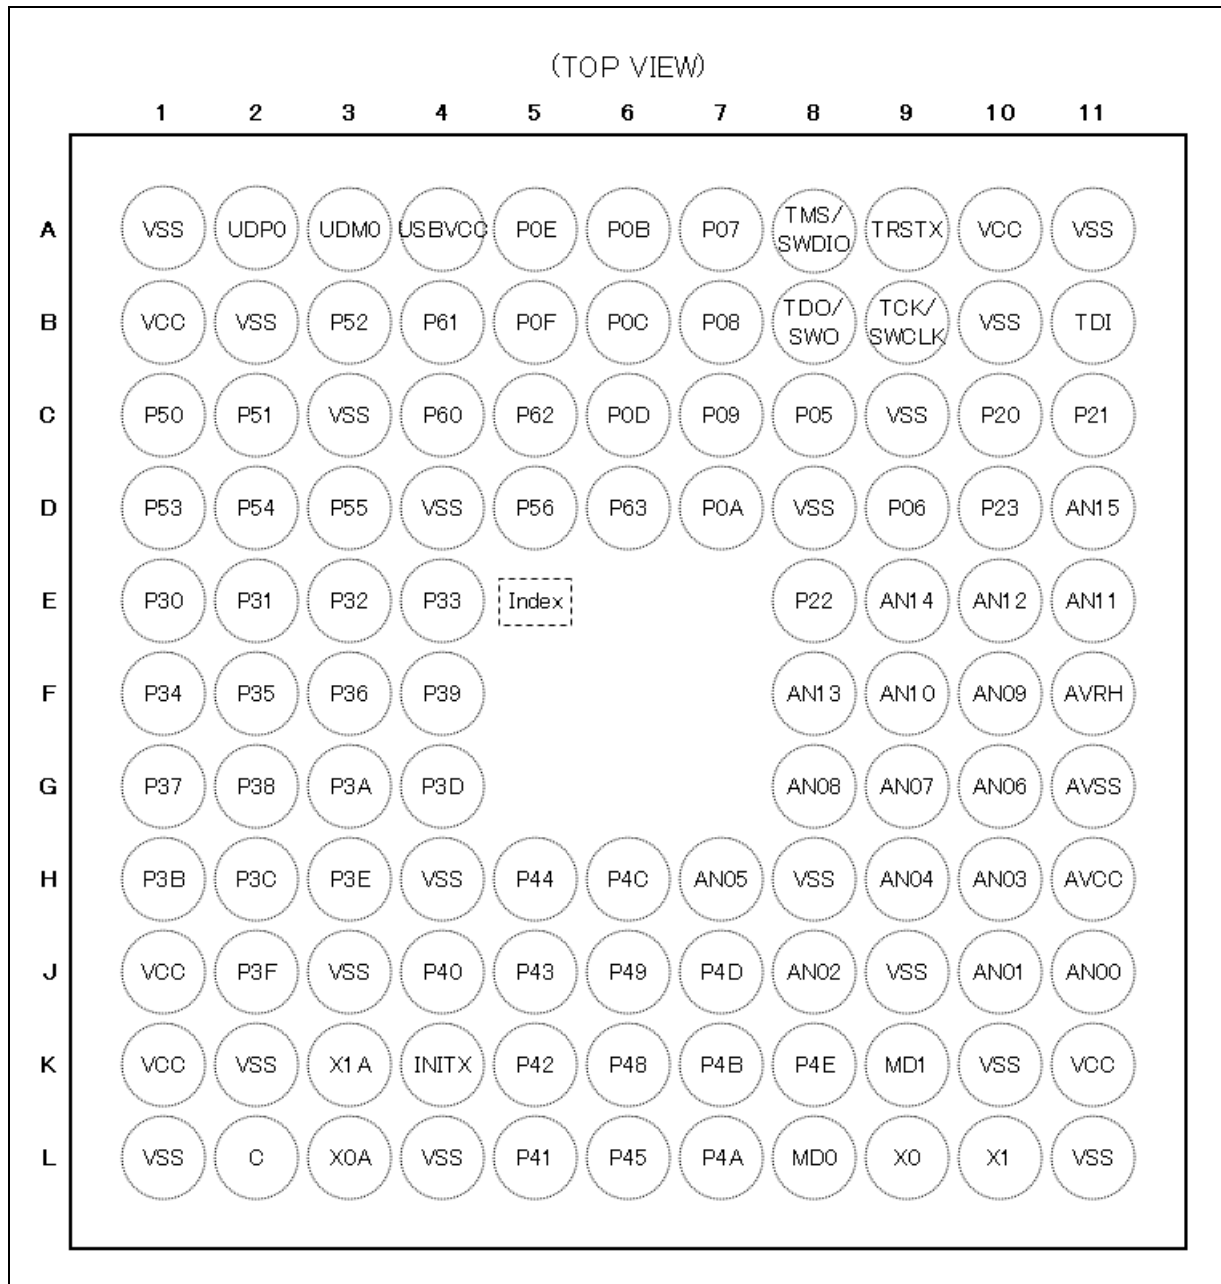 (TOP VIEW)
1 2 3 4 5 6 7 8 9 10 11
A VSS UDP0 UDM0 USBVCC P0E P0B P07 TMS/SWDIO TRSTX VCC VSS
B VCC VSS P52 P61 P0F P0C P08 TDO/SWO TCK/SWCLK VSS TDI
C P50 P51 VSS P60 P62 P0D P09 P05 VSS P20 P21
D P53 P54 P55 VSS P56 P63 P0A VSS P06 P23 AN15
E P30 P31 P32 P33 Index P22 AN14 AN12 AN11
F P34 P35 P36 P39 AN13 AN10 AN09 AVRH
G P37 P38 P3A P3D AN08 AN07 AN06 AVSS
H P3B P3C P3E VSS P44 P4C AN05 VSS AN04 AN03 AVCC
J VCC P3F VSS P40 P43 P49 P4D AN02 VSS AN01 AN00
K VCC VSS X1A INITX P42 P48 P4B P4E MD1 VSS VCC
L VSS C X0A VSS P41 P45 P4A MD0 X0 X1 VSS